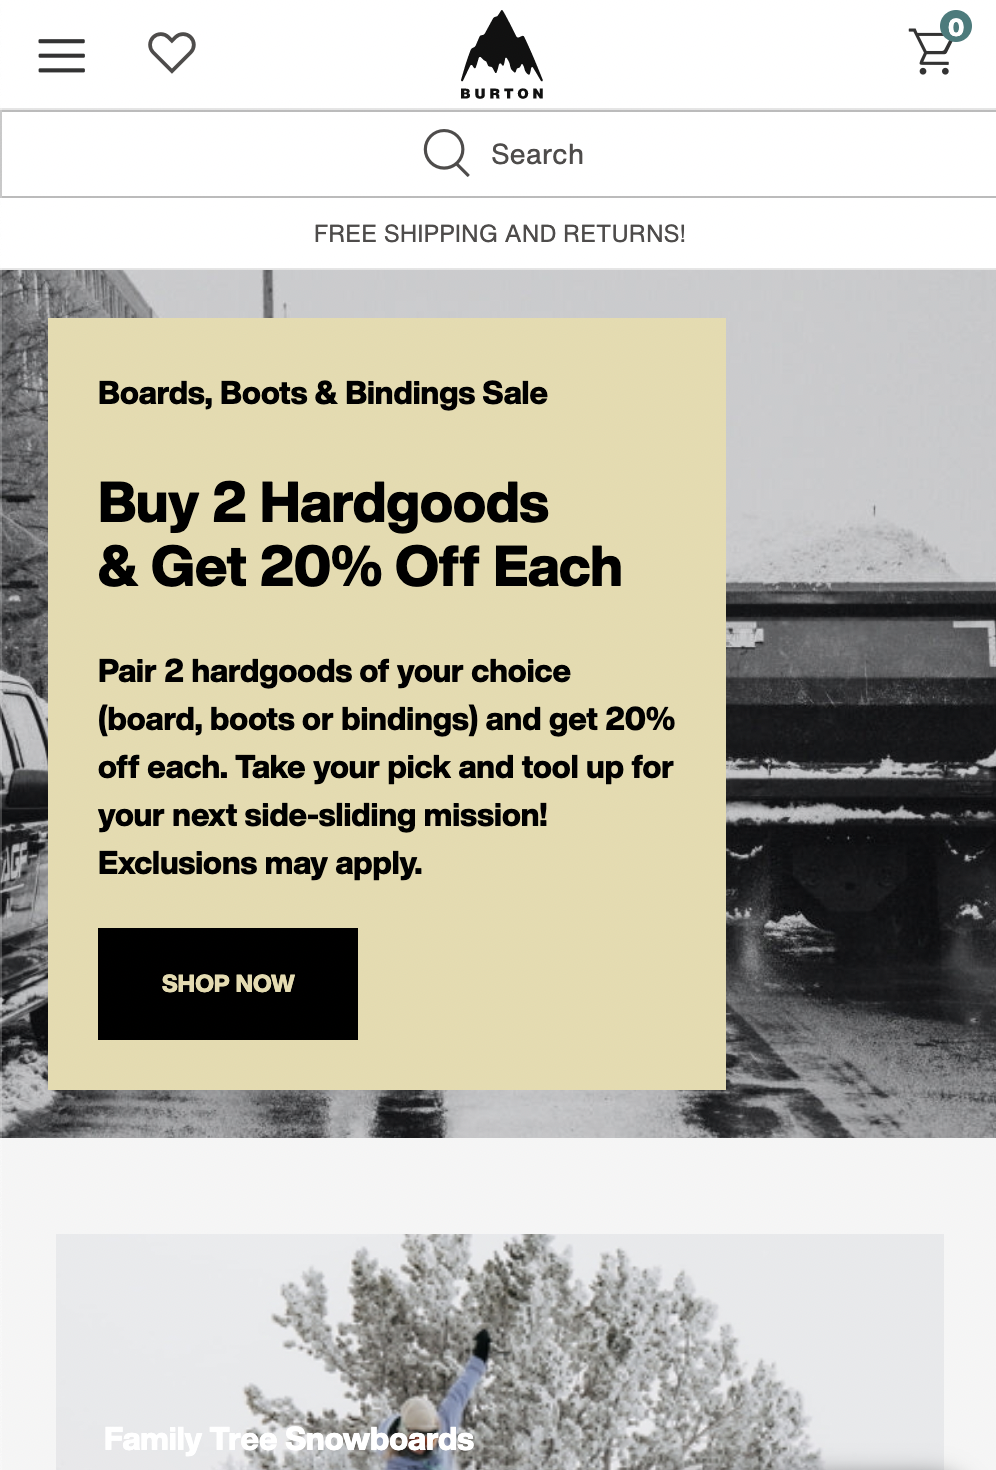 0
BURTON
Search
FREE SHIPPING AND RETURNS!
Boards, Boots & Bindings Sale
Buy 2 Hardgoods
& Get 20% Off Each
Pair 2 hardgoods of your choice
(board, boots or bindings) and get 20%
off each. Take your pick and tool up for
your next side-sliding mission!
Exclusions may apply.
SHOP NOW
Family Tree Snowboards